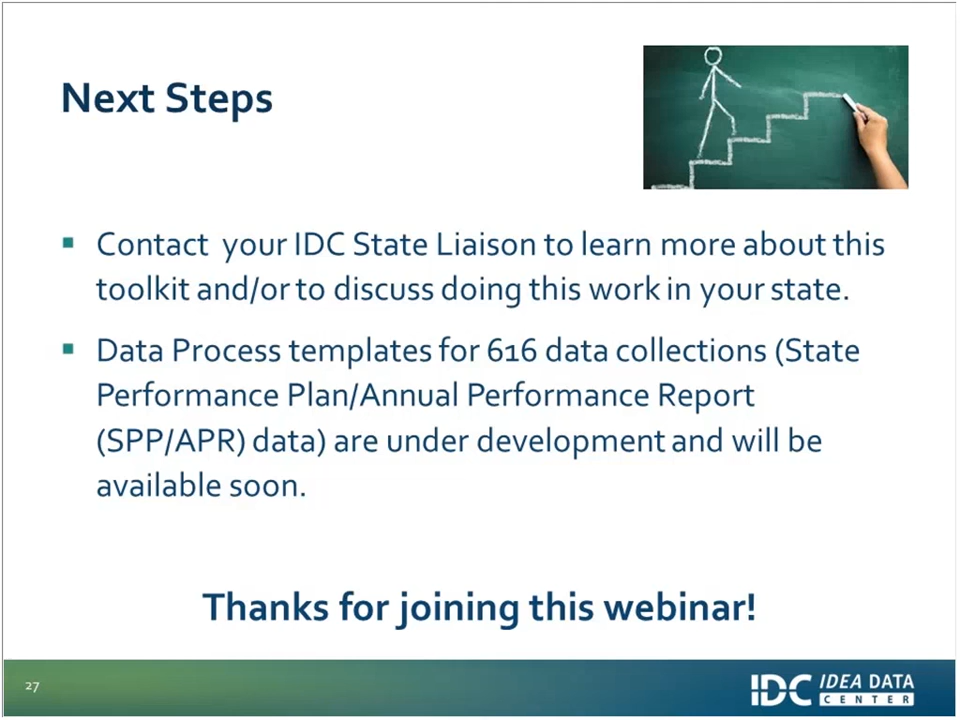 Next Steps
▪ Contact your IDC State Liaison to learn more about this
toolkit and/or to discuss doing this work in your state.
▪ Data Process templates for 616 data collections (State
Performance Plan/Annual Performance Report
(SPP/APR) data) are under development and will be
available soon.
Thanks for joining this webinar!
27
IDC IDEA DATA
CENTER